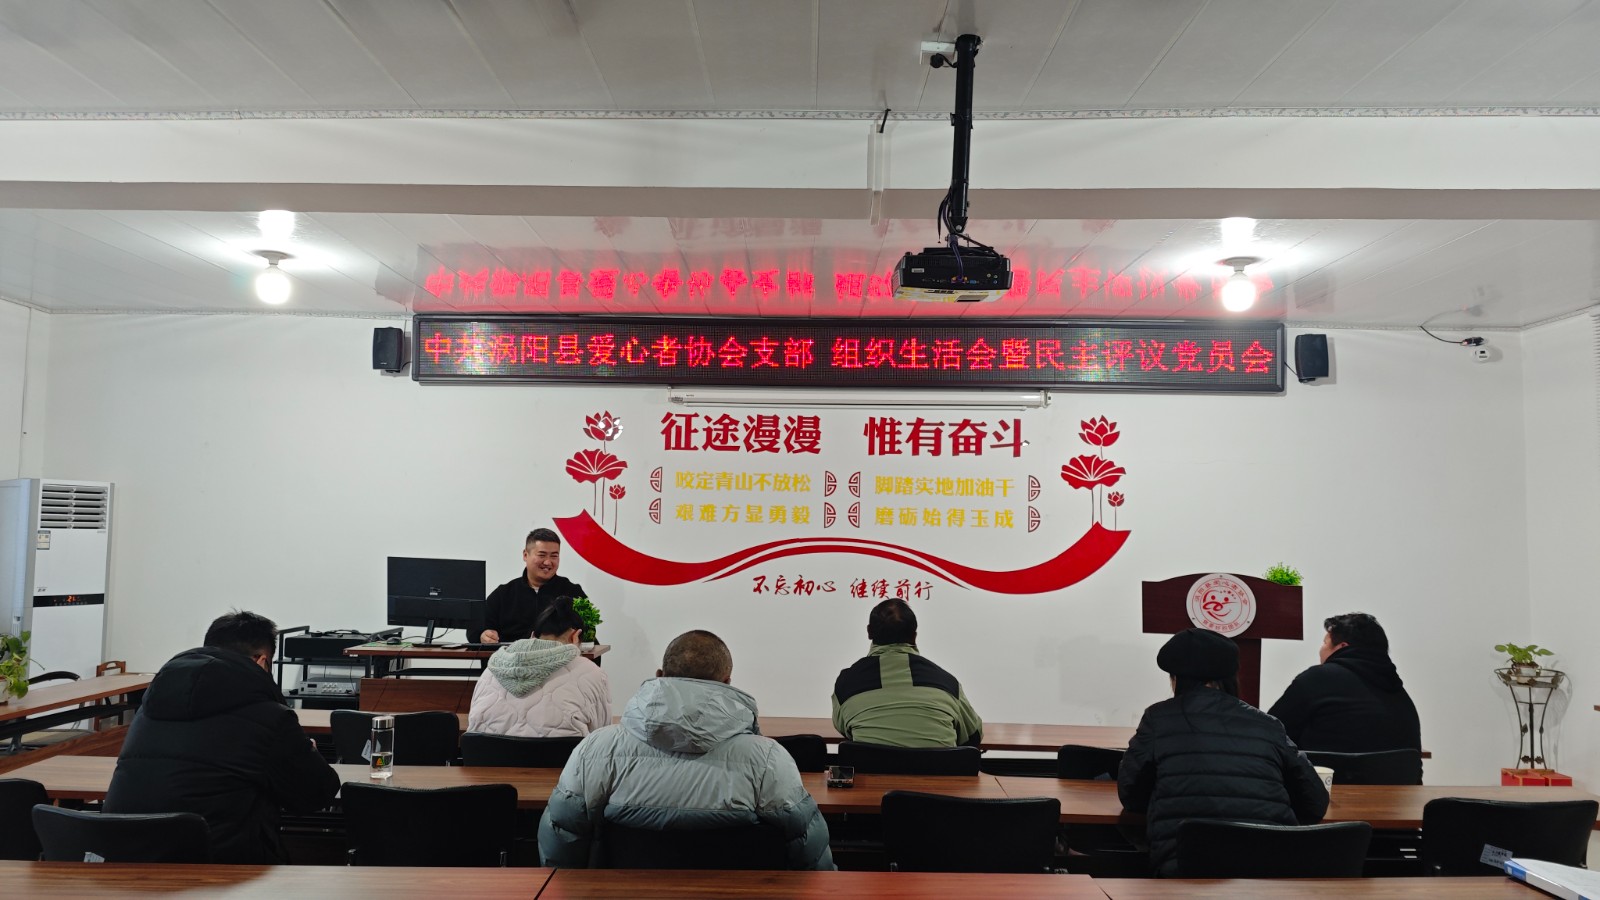 中共涡阳县爱心者协会支部 组织生活会暨民主评议党员会
征途漫漫 惟有奋斗
咬定青山不放松 脚踏实地加油干
艰难方显勇毅 磨砺始得玉成
不忘初心 继续前行